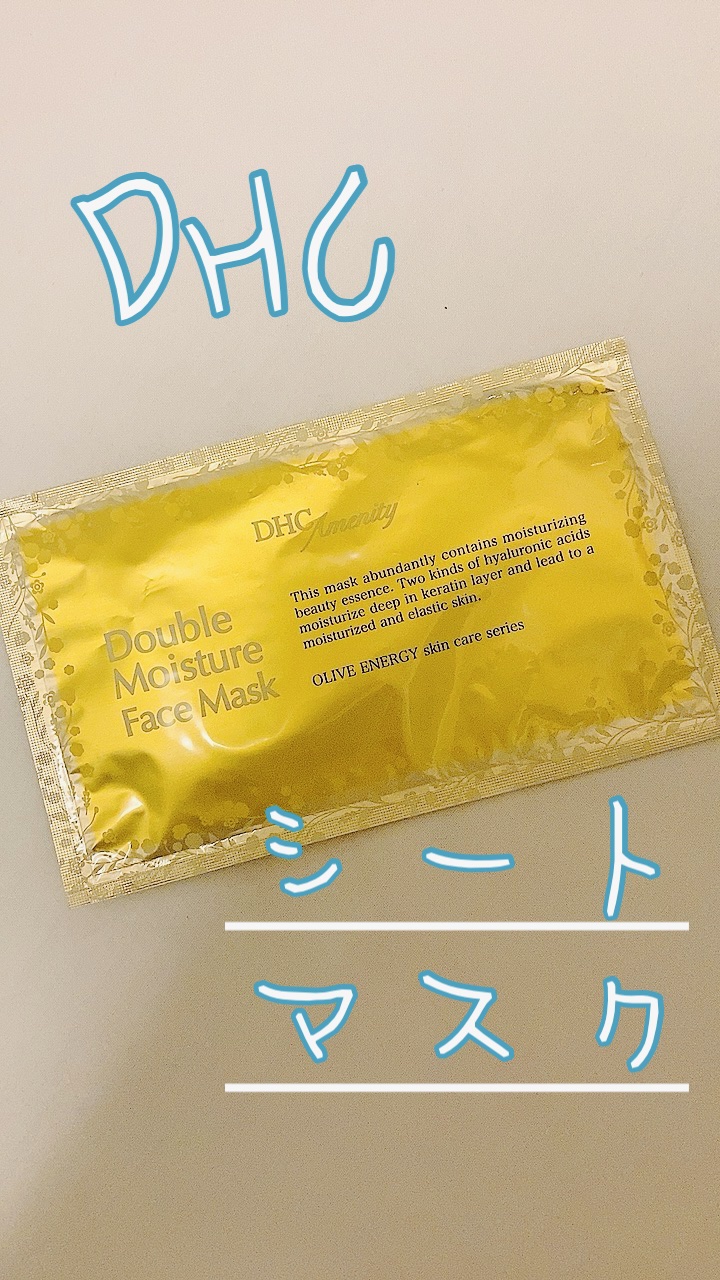 DHC
DHC Amenity
This mask abundantly contains moisturizing
beauty essence. Two kinds of hyaluronic acids
moisturize deep in keratin layer and lead to a
moisturized and elastic skin.
OLIVE ENERGY skin care series
Double
Moisture
Face Mask
シート
マスク